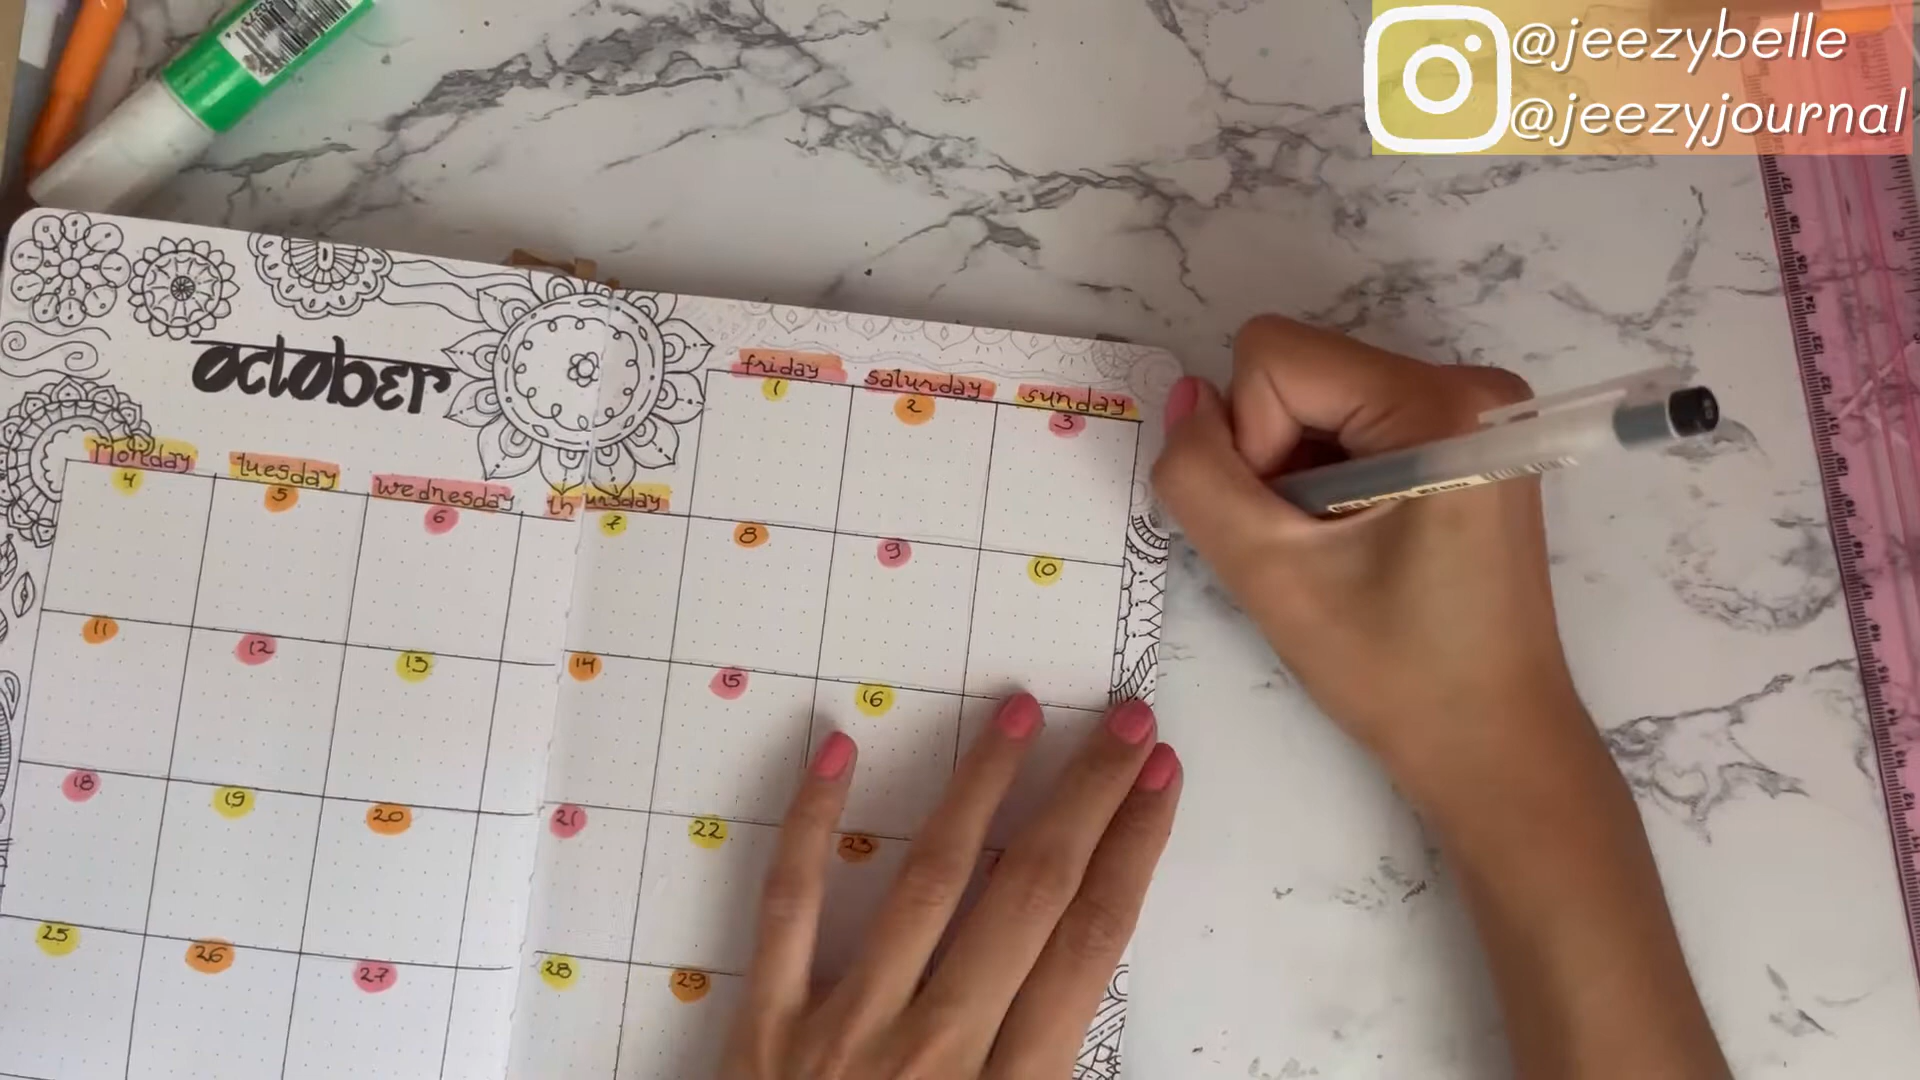 @jeezybelle
@jeezyjournal
october
friday saturday sunday
1 2 3
monday tuesday wednesday thursday
4 5 6 7 8 9 10
11 12 13 14 15 16
18 19 20 21 22 23
25 26 27 28 29